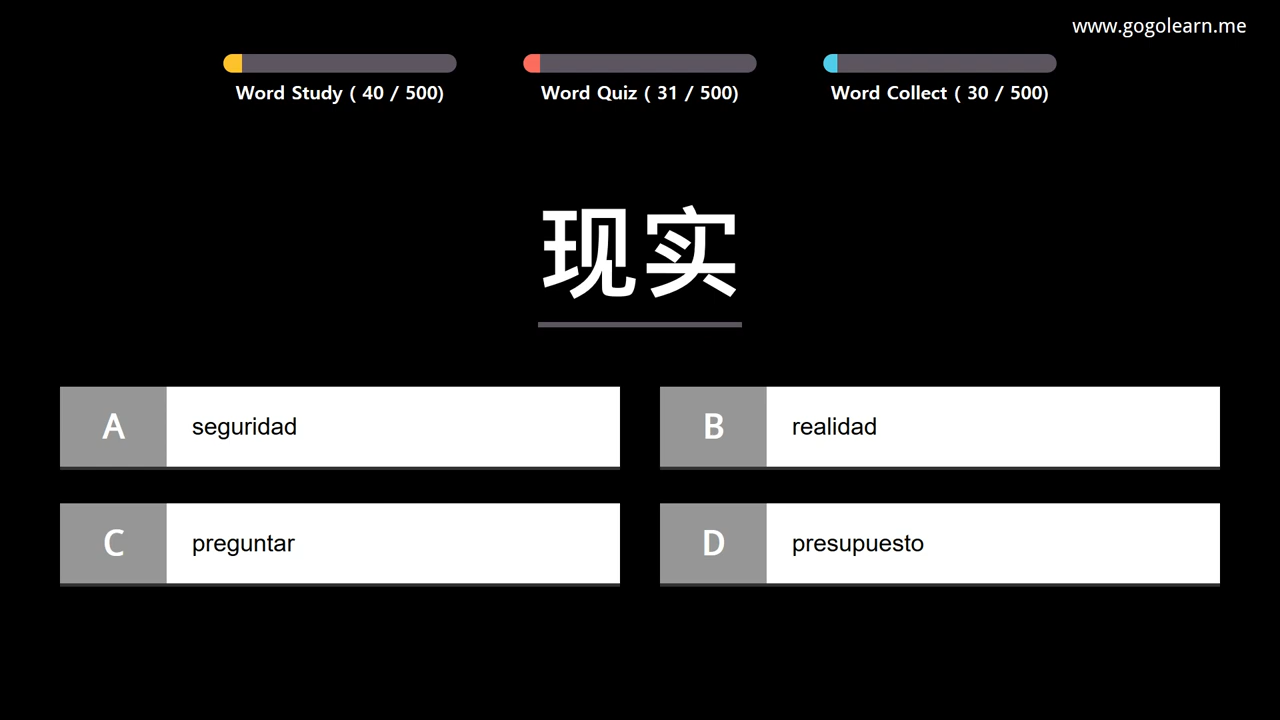 www.gogolearn.me
Word Study ( 40 / 500)
Word Quiz ( 31 / 500)
Word Collect ( 30 / 500)
现实
A seguridad
B realidad
C preguntar
D presupuesto